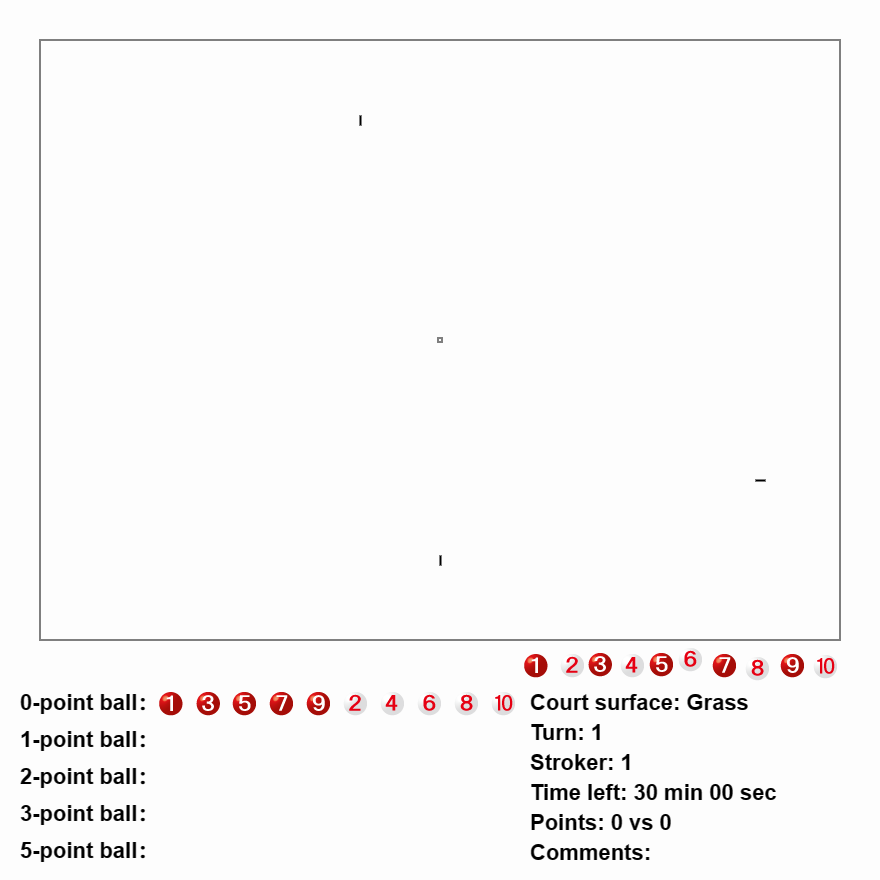 1 2 3 4 5 6 7 8 9 10
0-point ball: 1 3 5 7 9 2 4 6 8 10
1-point ball:
2-point ball:
3-point ball:
5-point ball:
Court surface: Grass
Turn: 1
Stroker: 1
Time left: 30 min 00 sec
Points: 0 vs 0
Comments: